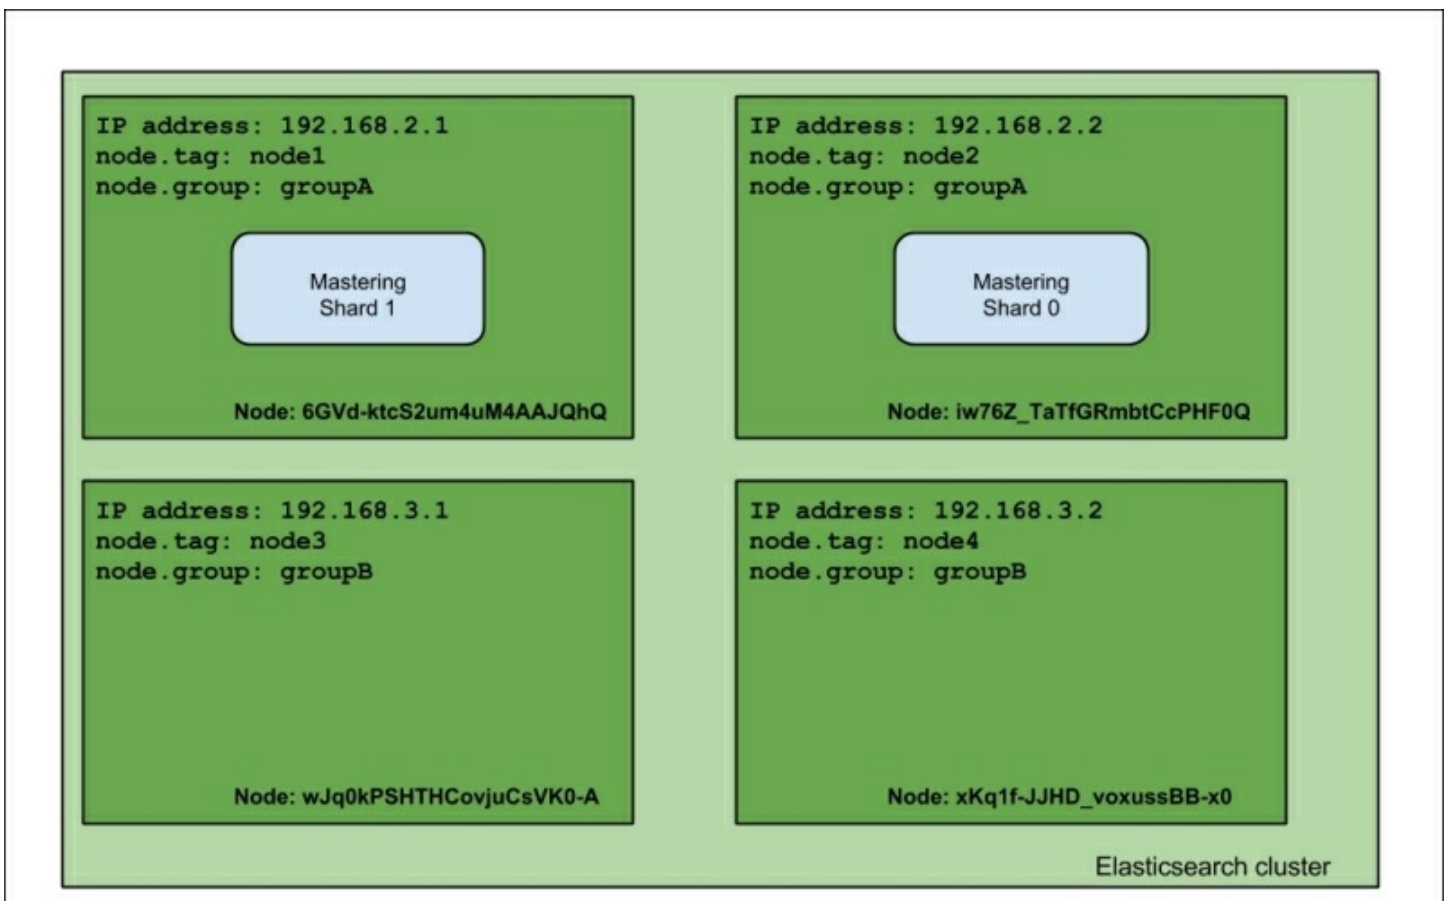 IP address: 192.168.2.1
node.tag: node1
node.group: groupA
Mastering
Shard 1
Node: 6GVd-ktcS2um4uM4AAJQhQ
IP address: 192.168.2.2
node.tag: node2
node.group: groupA
Mastering
Shard 0
Node: iw76Z_TaTfGRmbtCcPHF0Q
IP address: 192.168.3.1
node.tag: node3
node.group: groupB
Node: wJq0kPSHTHCovjuCsVK0-A
IP address: 192.168.3.2
node.tag: node4
node.group: groupB
Node: xKq1f-JJHD_voxussBB-x0
Elasticsearch cluster